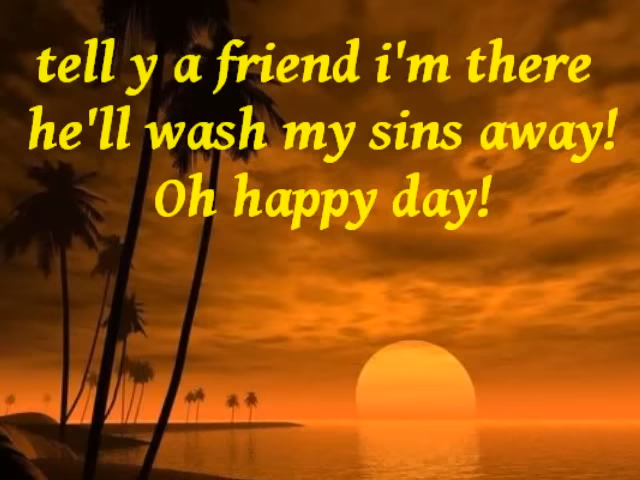 tell y a friend i'm there
he'll wash my sins away!
Oh happy day!